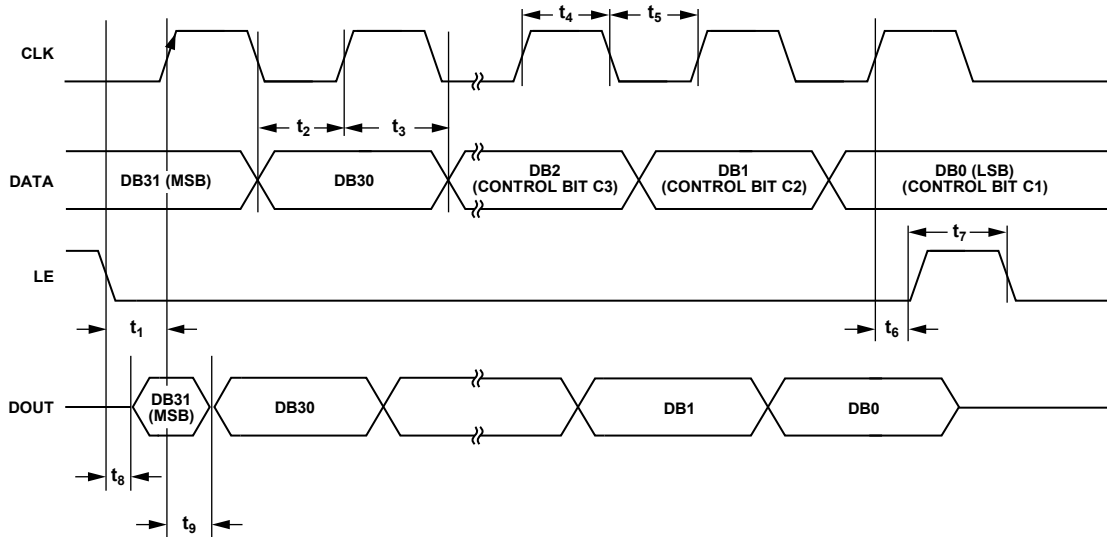 t4
t5
CLK
t2
t3
DATA
DB31 (MSB)
DB30
DB2
(CONTROL BIT C3)
DB1
(CONTROL BIT C2)
DB0 (LSB)
(CONTROL BIT C1)
t7
LE
t1
t6
DOUT
DB31
(MSB)
DB30
DB1
DB0
t8
t9